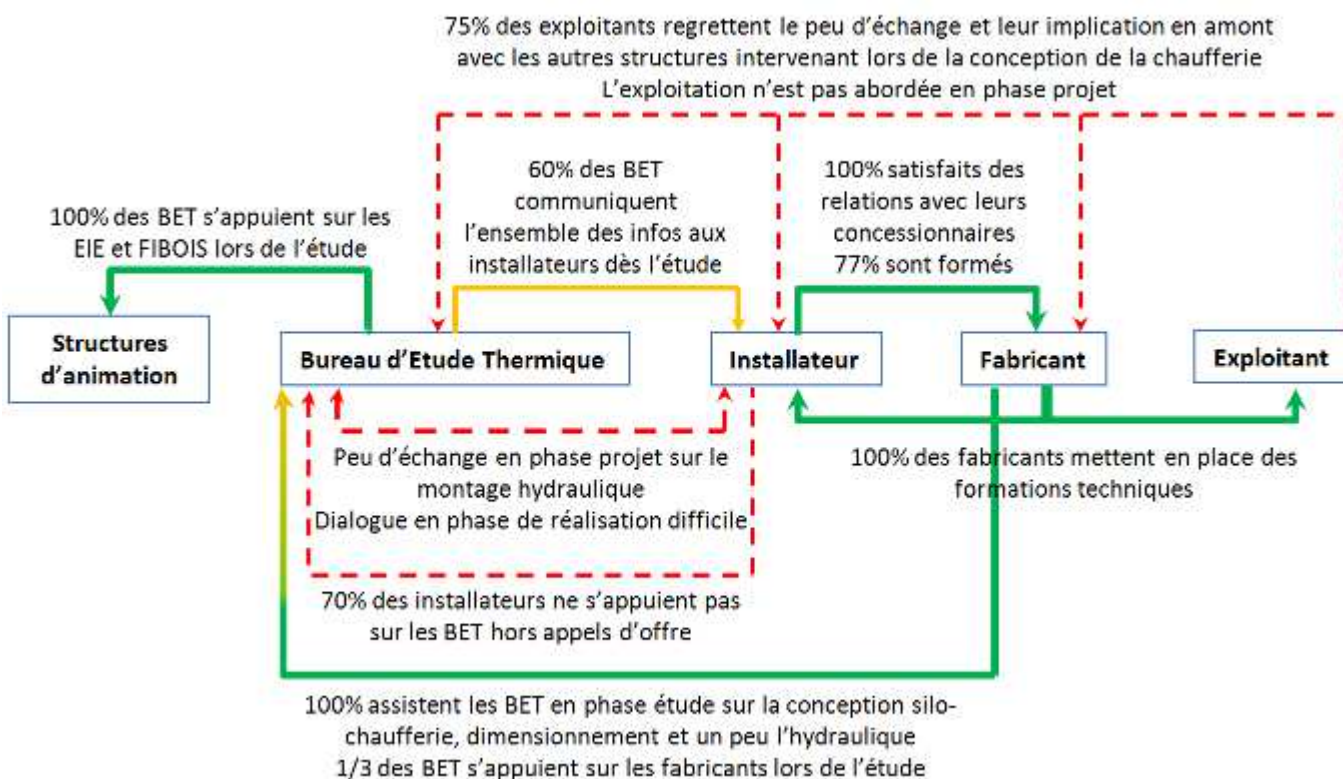 75% des exploitants regrettent le peu d'échange et leur implication en amont
avec les autres structures intervenant lors de la conception de la chaufferie
L'exploitation n'est pas abordée en phase projet
100% des BET s'appuient sur les
EIE et FIBOIS lors de l'étude
60% des BET
communiquent
l'ensemble des infos aux
installateurs dès l'étude
100% satisfaits des
relations avec leurs
concessionnaires
77% sont formés
Structures
d'animation
Bureau d'Etude Thermique
Installateur
Fabricant
Exploitant
Peu d'échange en phase projet sur le
montage hydraulique
Dialogue en phase de réalisation difficile
100% des fabricants mettent en place des
formations techniques
70% des installateurs ne s'appuient pas
sur les BET hors appels d'offre
100% assistent les BET en phase étude sur la conception silo-
chaufferie, dimensionnement et un peu l'hydraulique
1/3 des BET s'appuient sur les fabricants lors de l'étude